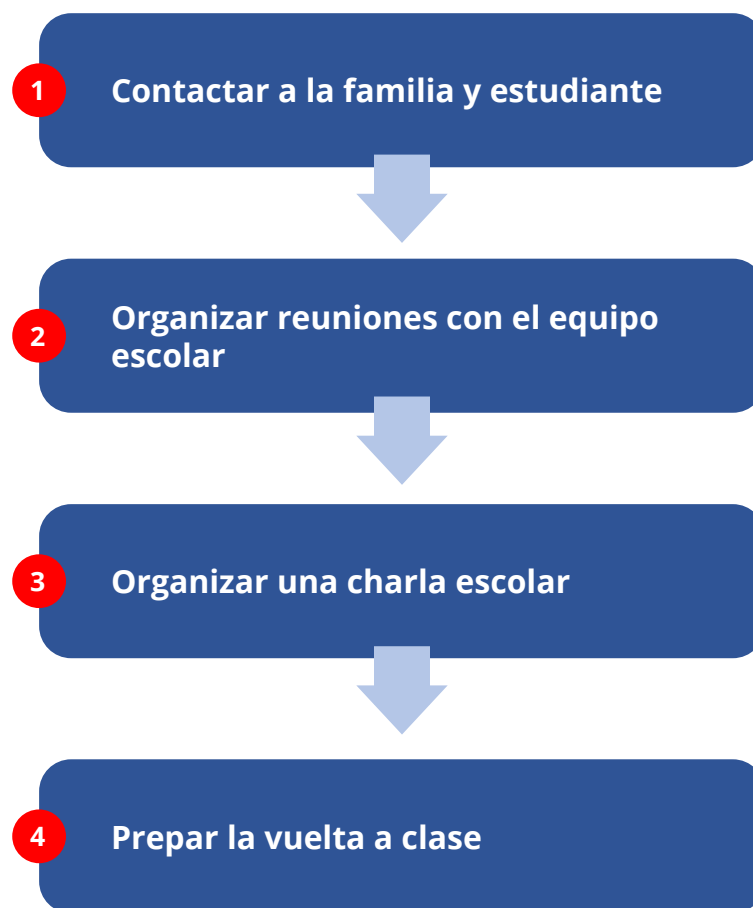 1
Contactar a la familia y estudiante
2
Organizar reuniones con el equipo
escolar
3
Organizar una charla escolar
4
Prepar la vuelta a clase